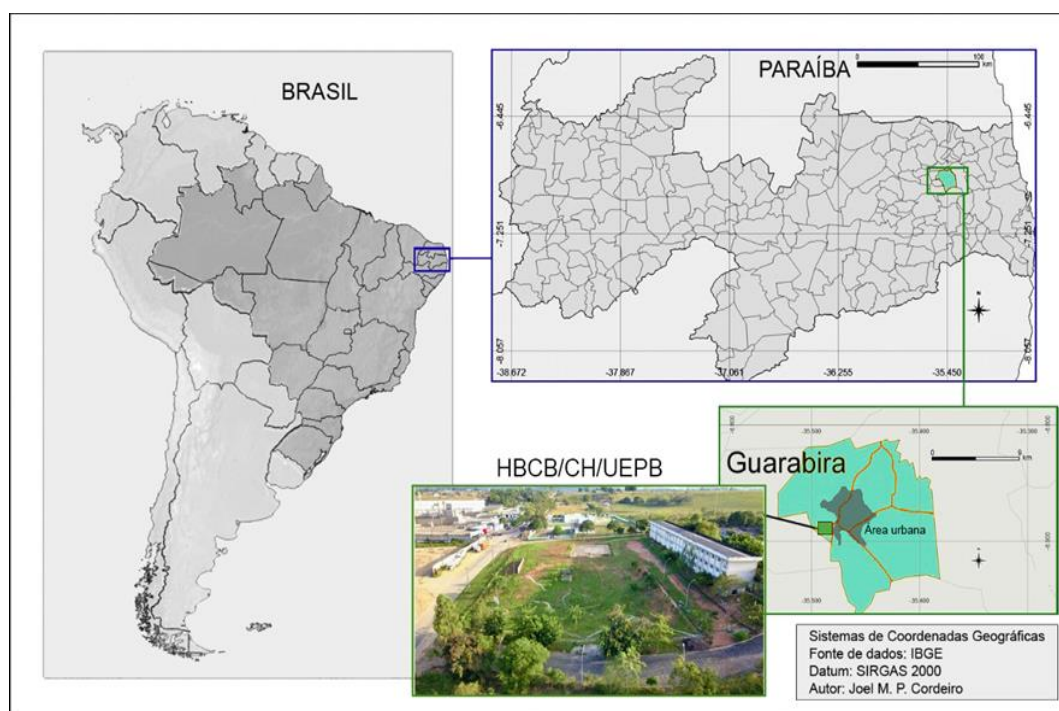 BRASIL
PARAÍBA
0 100
km
-6.445
-7.251
-8.057
-6.445
-7.251
-8.057
-38.672 -37.867 -37.061 -36.255 -35.450
N
HBCB/CH/UEPB
Guarabira
0 9
km
Área urbana
Sistemas de Coordenadas Geográficas
Fonte de dados: IBGE
Datum: SIRGAS 2000
Autor: Joel M. P. Cordeiro